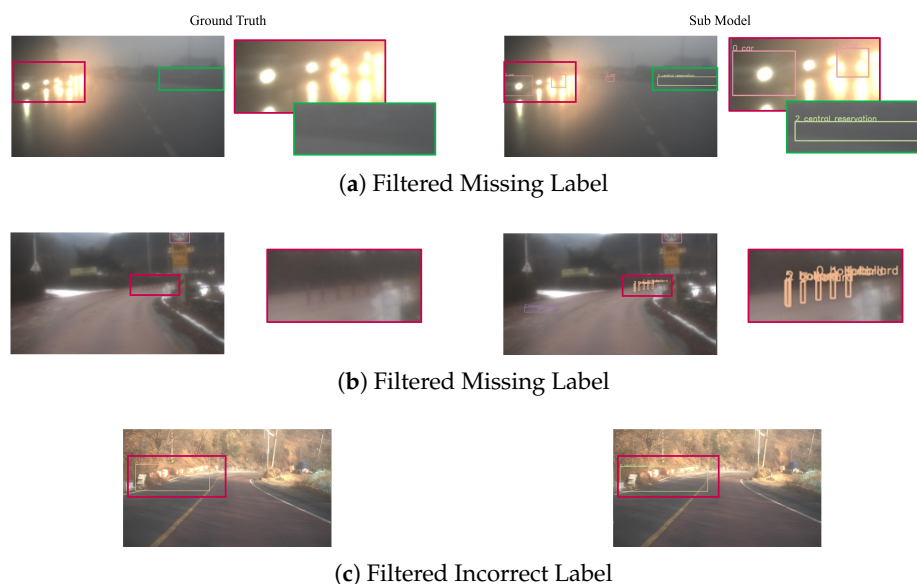 Ground Truth
Sub Model
0 car
2 central reservation
(a) Filtered Missing Label
(b) Filtered Missing Label
(c) Filtered Incorrect Label